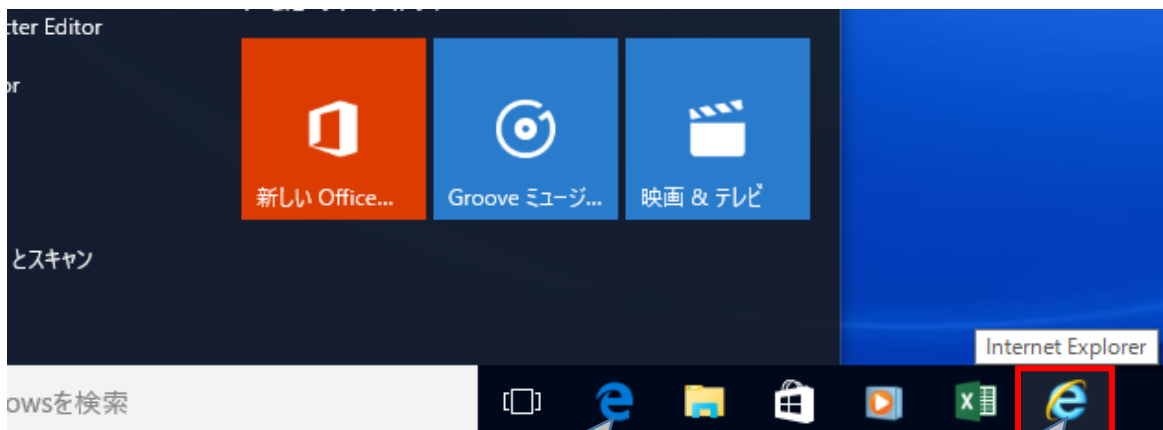 cter Editor
or
新しい Office...
Groove ミュージ...
映画 & テレビ
とスキャン
Internet Explorer
owsを検索